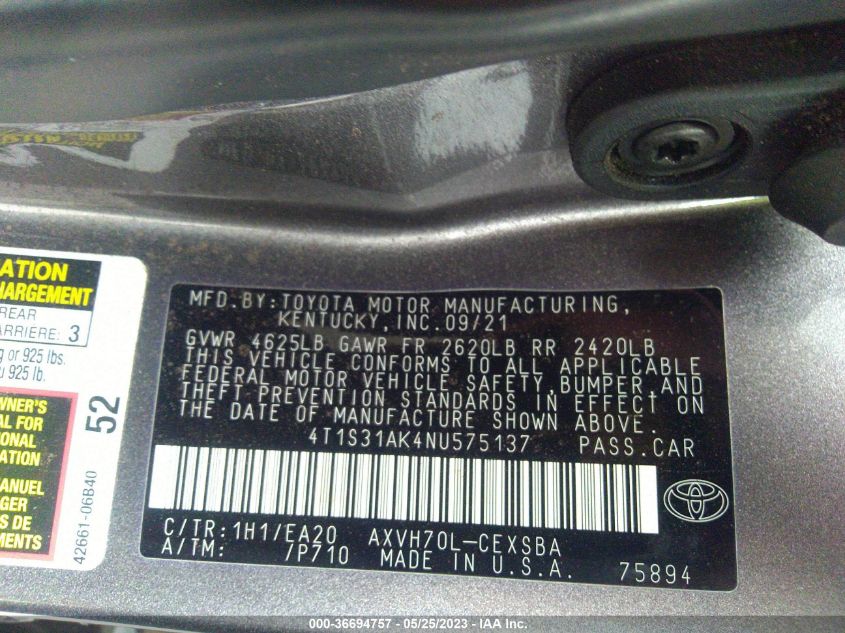 MFD.BY:TOYOTA MOTOR MANUFACTURING,
KENTUCKY,INC.09/21
GVWR 4625LB GAWR FR 2620LB RR 2420LB
THIS VEHICLE CONFORMS TO ALL APPLICABLE
FEDERAL MOTOR VEHICLE SAFETY,BUMPER,AND
THEFT PREVENTION STANDARDS IN EFFECT ON
THE DATE OF MANUFACTURE SHOWN ABOVE.
4T1S31AK4NU575137 PASS.CAR
C/TR:1H1/EA20 AXVH70L-CEXSBA
A/TM: /P710 MADE IN U.S.A. 75894
ATION
HARGEMENT
REAR
ARRIERE: 3
g or 925 lbs.
u 925 lb.
WNER'S
AL FOR
IONAL
ATION
MANUEL
AGER
S DE
EMENTS
52
42661-06B40
000-36694757 - 05/25/2023 - IAA Inc.